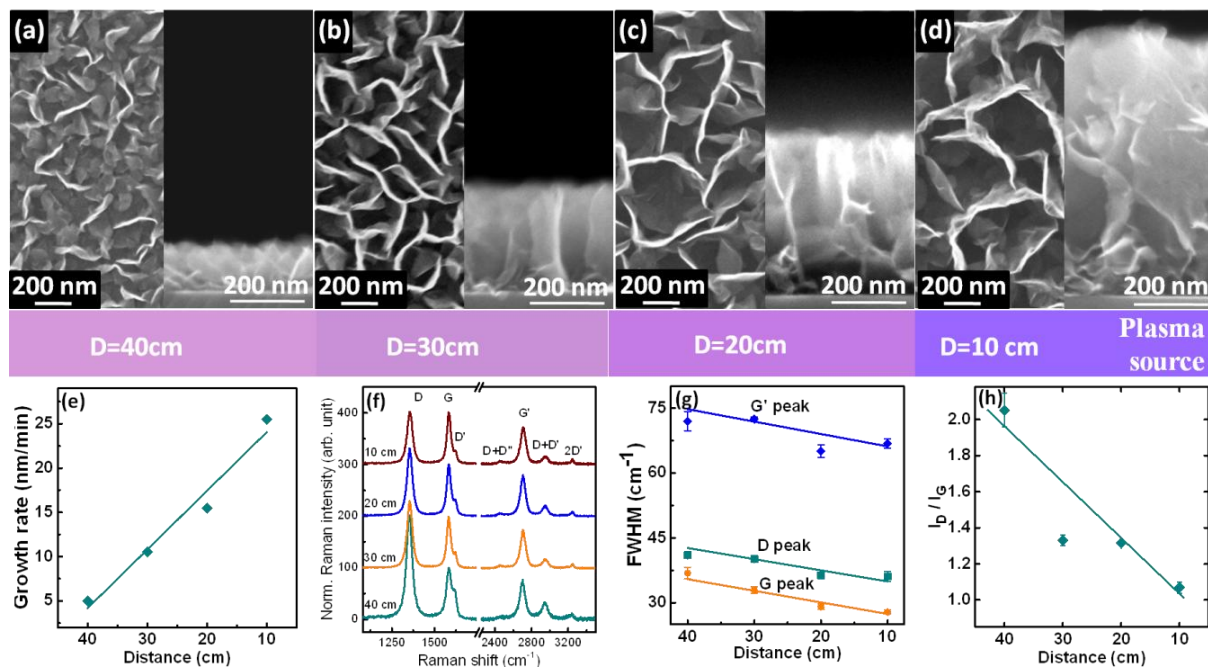 (a)
(b)
(c)
(d)
200 nm
200 nm
200 nm
200 nm
200 nm
200 nm
200 nm
200 nm
D=40cm
D=30cm
D=20cm
D=10 cm
Plasma
source
(e)
Growth rate (nm/min)
25
20
15
10
5
40
30
20
10
Distance (cm)
(f)
D
G
D'
G'
D+D"
D+D'
2D'
10 cm
20 cm
30 cm
40 cm
Norm. Raman intensity (arb. unit)
400
300
200
100
0
1250
1500
2400
2800
3200
Raman shift (cm-1)
(g)
G' peak
D peak
G peak
FWHM (cm-1)
75
60
45
30
40
30
20
10
Distance (cm)
(h)
ID / IG
2.0
1.8
1.6
1.4
1.2
1.0
40
30
20
10
Distance (cm)